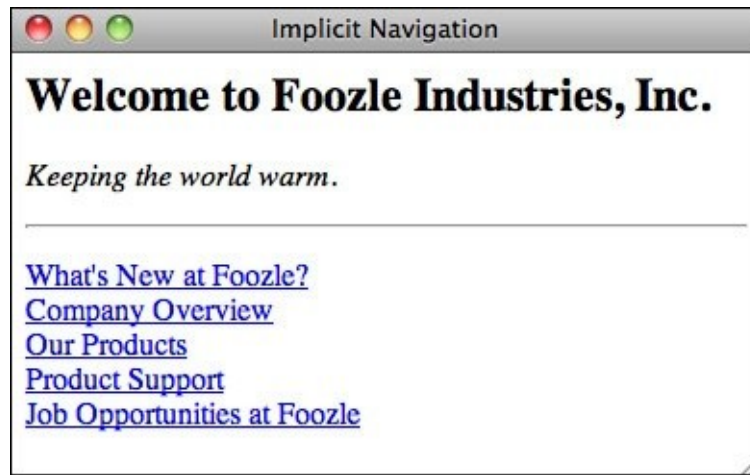 Implicit Navigation
Welcome to Foozle Industries, Inc.
Keeping the world warm.
What's New at Foozle?
Company Overview
Our Products
Product Support
Job Opportunities at Foozle